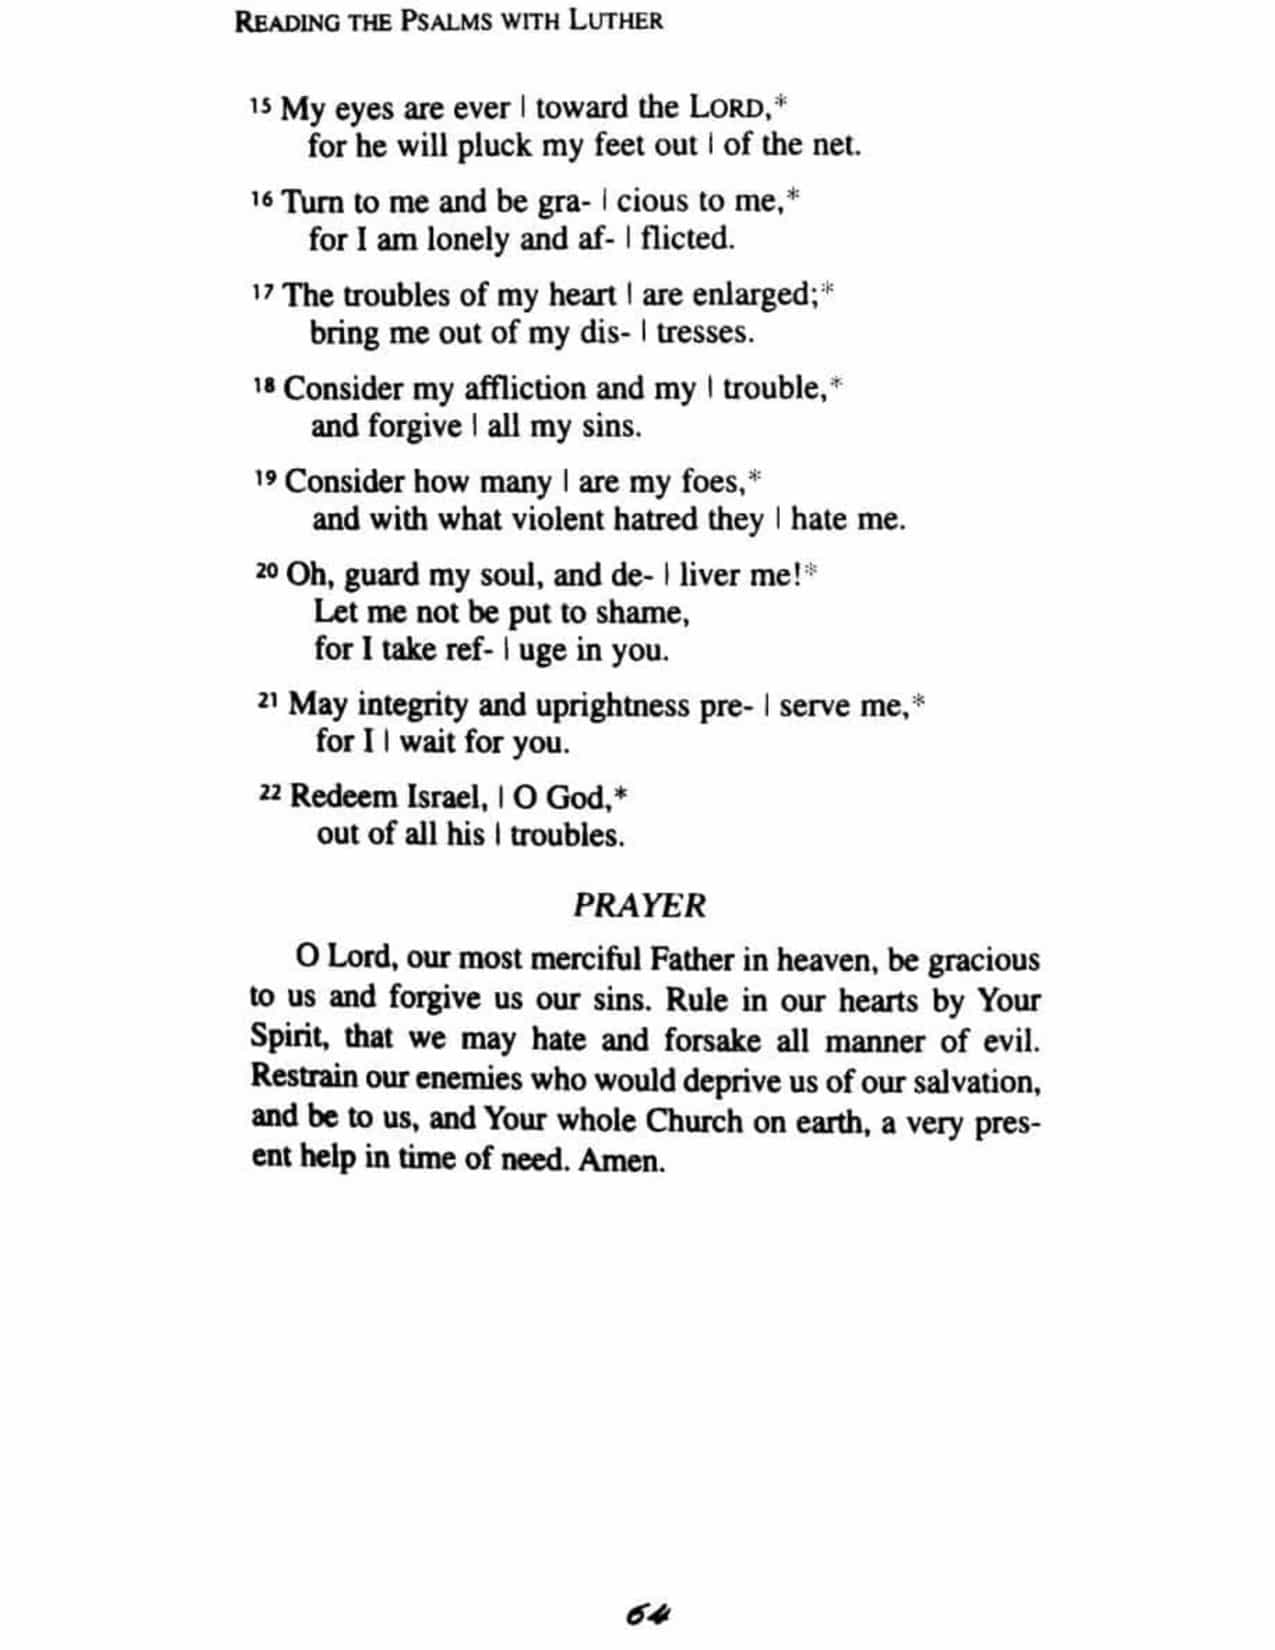 READING THE PSALMS WITH LUTHER
15 My eyes are ever | toward the LORD,*
for he will pluck my feet out | of the net.
16 Turn to me and be gra- | cious to me,*
for I am lonely and af- | flicted.
17 The troubles of my heart | are enlarged;*
bring me out of my dis- | tresses.
18 Consider my affliction and my | trouble,*
and forgive | all my sins.
19 Consider how many | are my foes,*
and with what violent hatred they | hate me.
20 Oh, guard my soul, and de- | liver me!*
Let me not be put to shame,
for I take ref- | uge in you.
21 May integrity and uprightness pre- | serve me,*
for I | wait for you.
22 Redeem Israel, | O God,*
out of all his | troubles.
PRAYER
O Lord, our most merciful Father in heaven, be gracious
to us and forgive us our sins. Rule in our hearts by Your
Spirit, that we may hate and forsake all manner of evil.
Restrain our enemies who would deprive us of our salvation,
and be to us, and Your whole Church on earth, a very pres-
ent help in time of need. Amen.
64